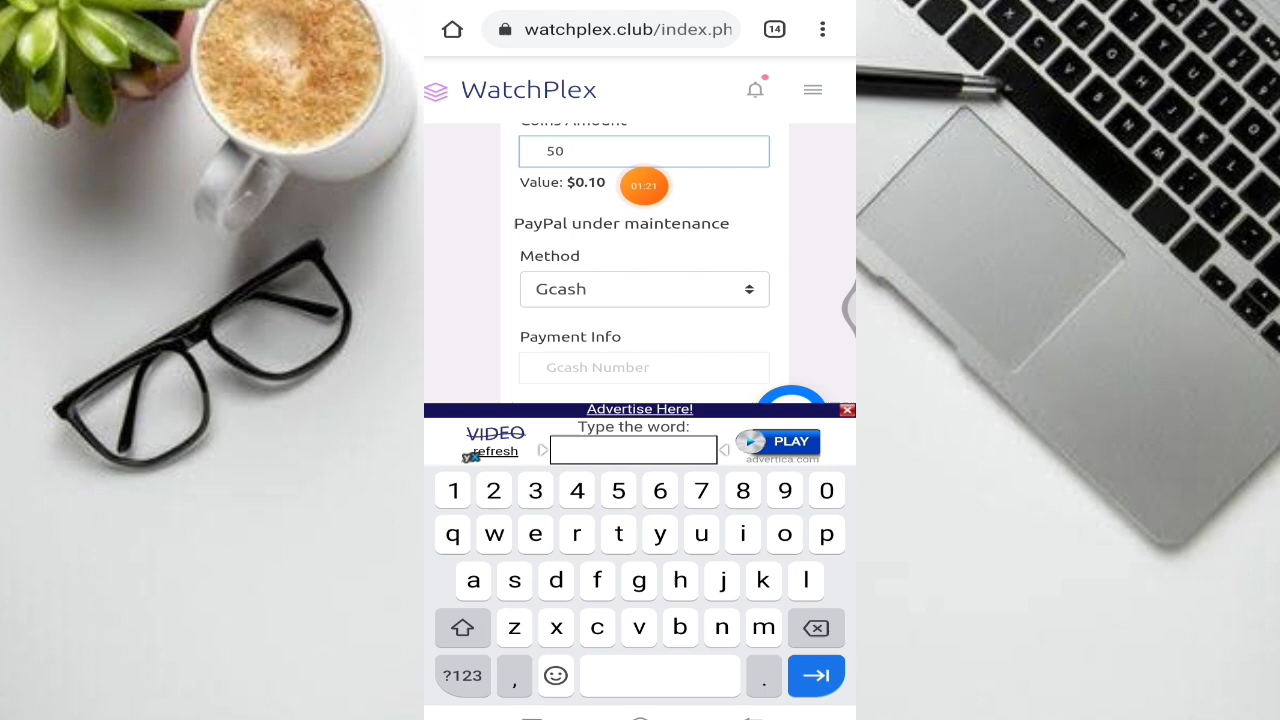 watchplex.club/index.ph
14
WatchPlex
Coins Amount
50
Value: $0.10
01:21
PayPal under maintenance
Method
Gcash
Payment Info
Gcash Number
Advertise Here!
VIDEO
refresh
Type the word:
PLAY
advertica.com
1 2 3 4 5 6 7 8 9 0
q w e r t y u i o p
a s d f g h j k l
z x c v b n m
?123 , .